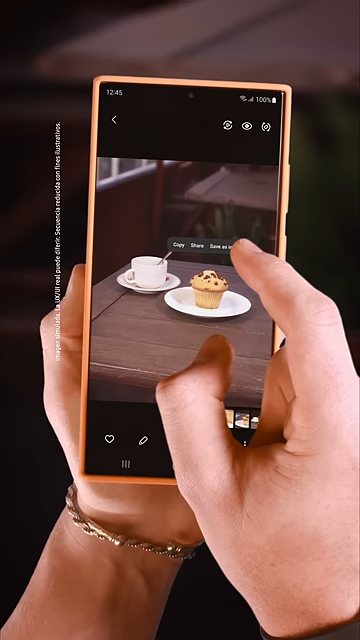 12:45
100%
Copy Share Save as
Imagen simulada. La UX/UI real puede diferir. Secuencia reducida con fines ilustrativos.